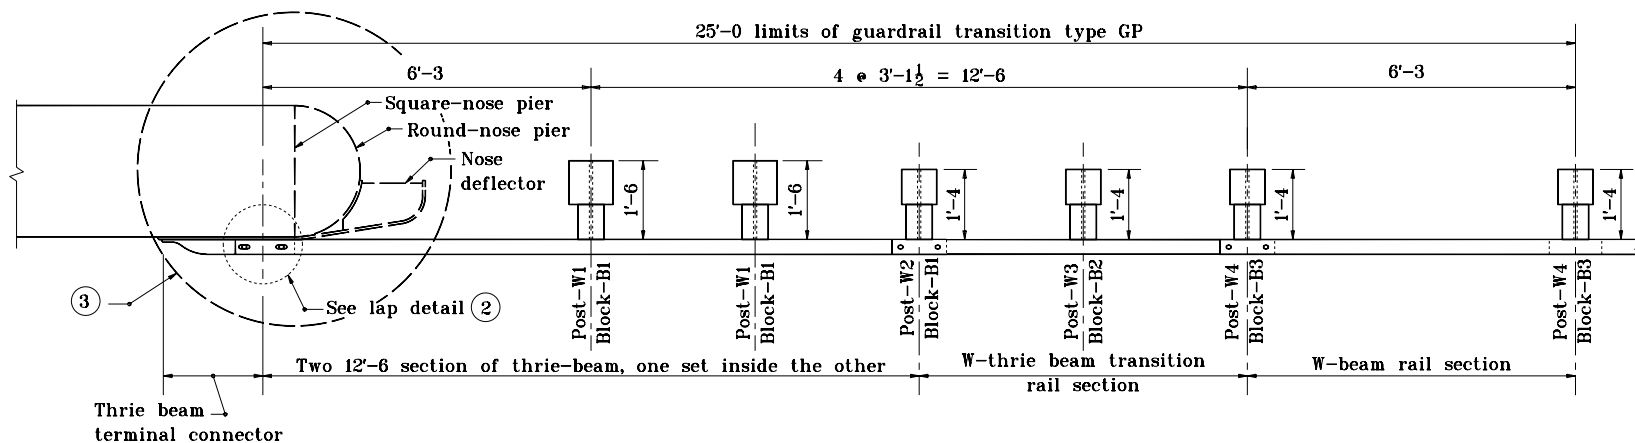 25'-0 limits of guardrail transition type GP
6'-3
4 @ 3'-1½ = 12'-6
6'-3
Square-nose pier
Round-nose pier
Nose
deflector
1'-6
1'-6
1'-4
1'-4
1'-4
1'-4
3
See lap detail 2
Post-W1
Block-B1
Post-W1
Block-B1
Post-W2
Block-B1
Post-W3
Block-B2
Post-W4
Block-B3
Post-W4
Block-B3
Two 12'-6 section of thrie-beam, one set inside the other
W-thrie beam transition
rail section
W-beam rail section
Thrie beam
terminal connector